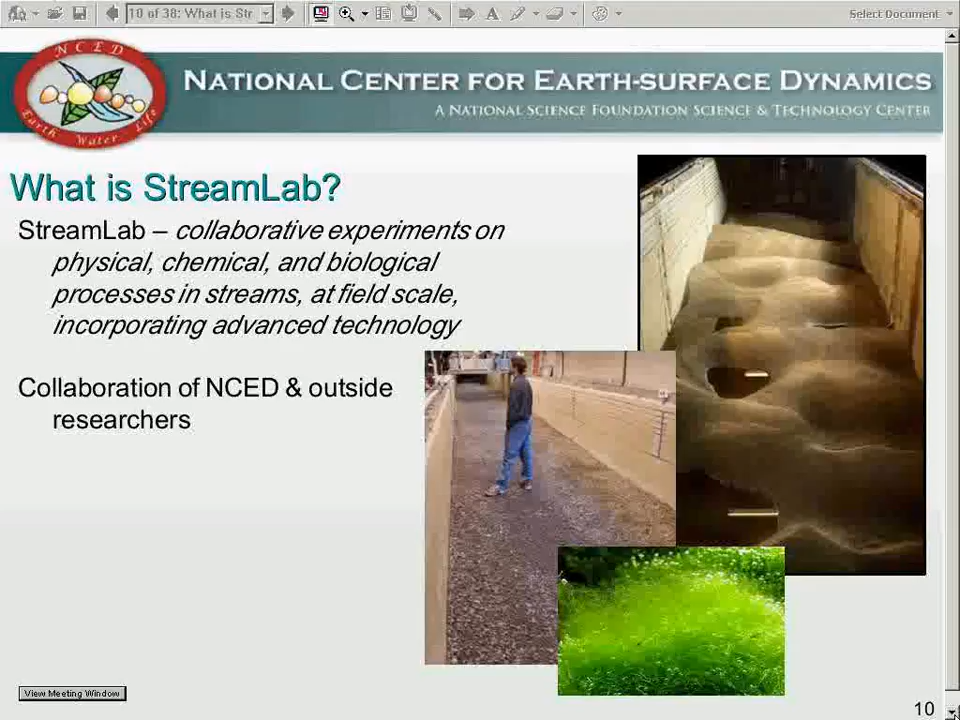 10 of 38: What is Str
Select Document
NCED
Earth Water Life
NATIONAL CENTER FOR EARTH-SURFACE DYNAMICS
A NATIONAL SCIENCE FOUNDATION SCIENCE & TECHNOLOGY CENTER
What is StreamLab?
StreamLab – collaborative experiments on
physical, chemical, and biological
processes in streams, at field scale,
incorporating advanced technology
Collaboration of NCED & outside
researchers
View Meeting Window
10